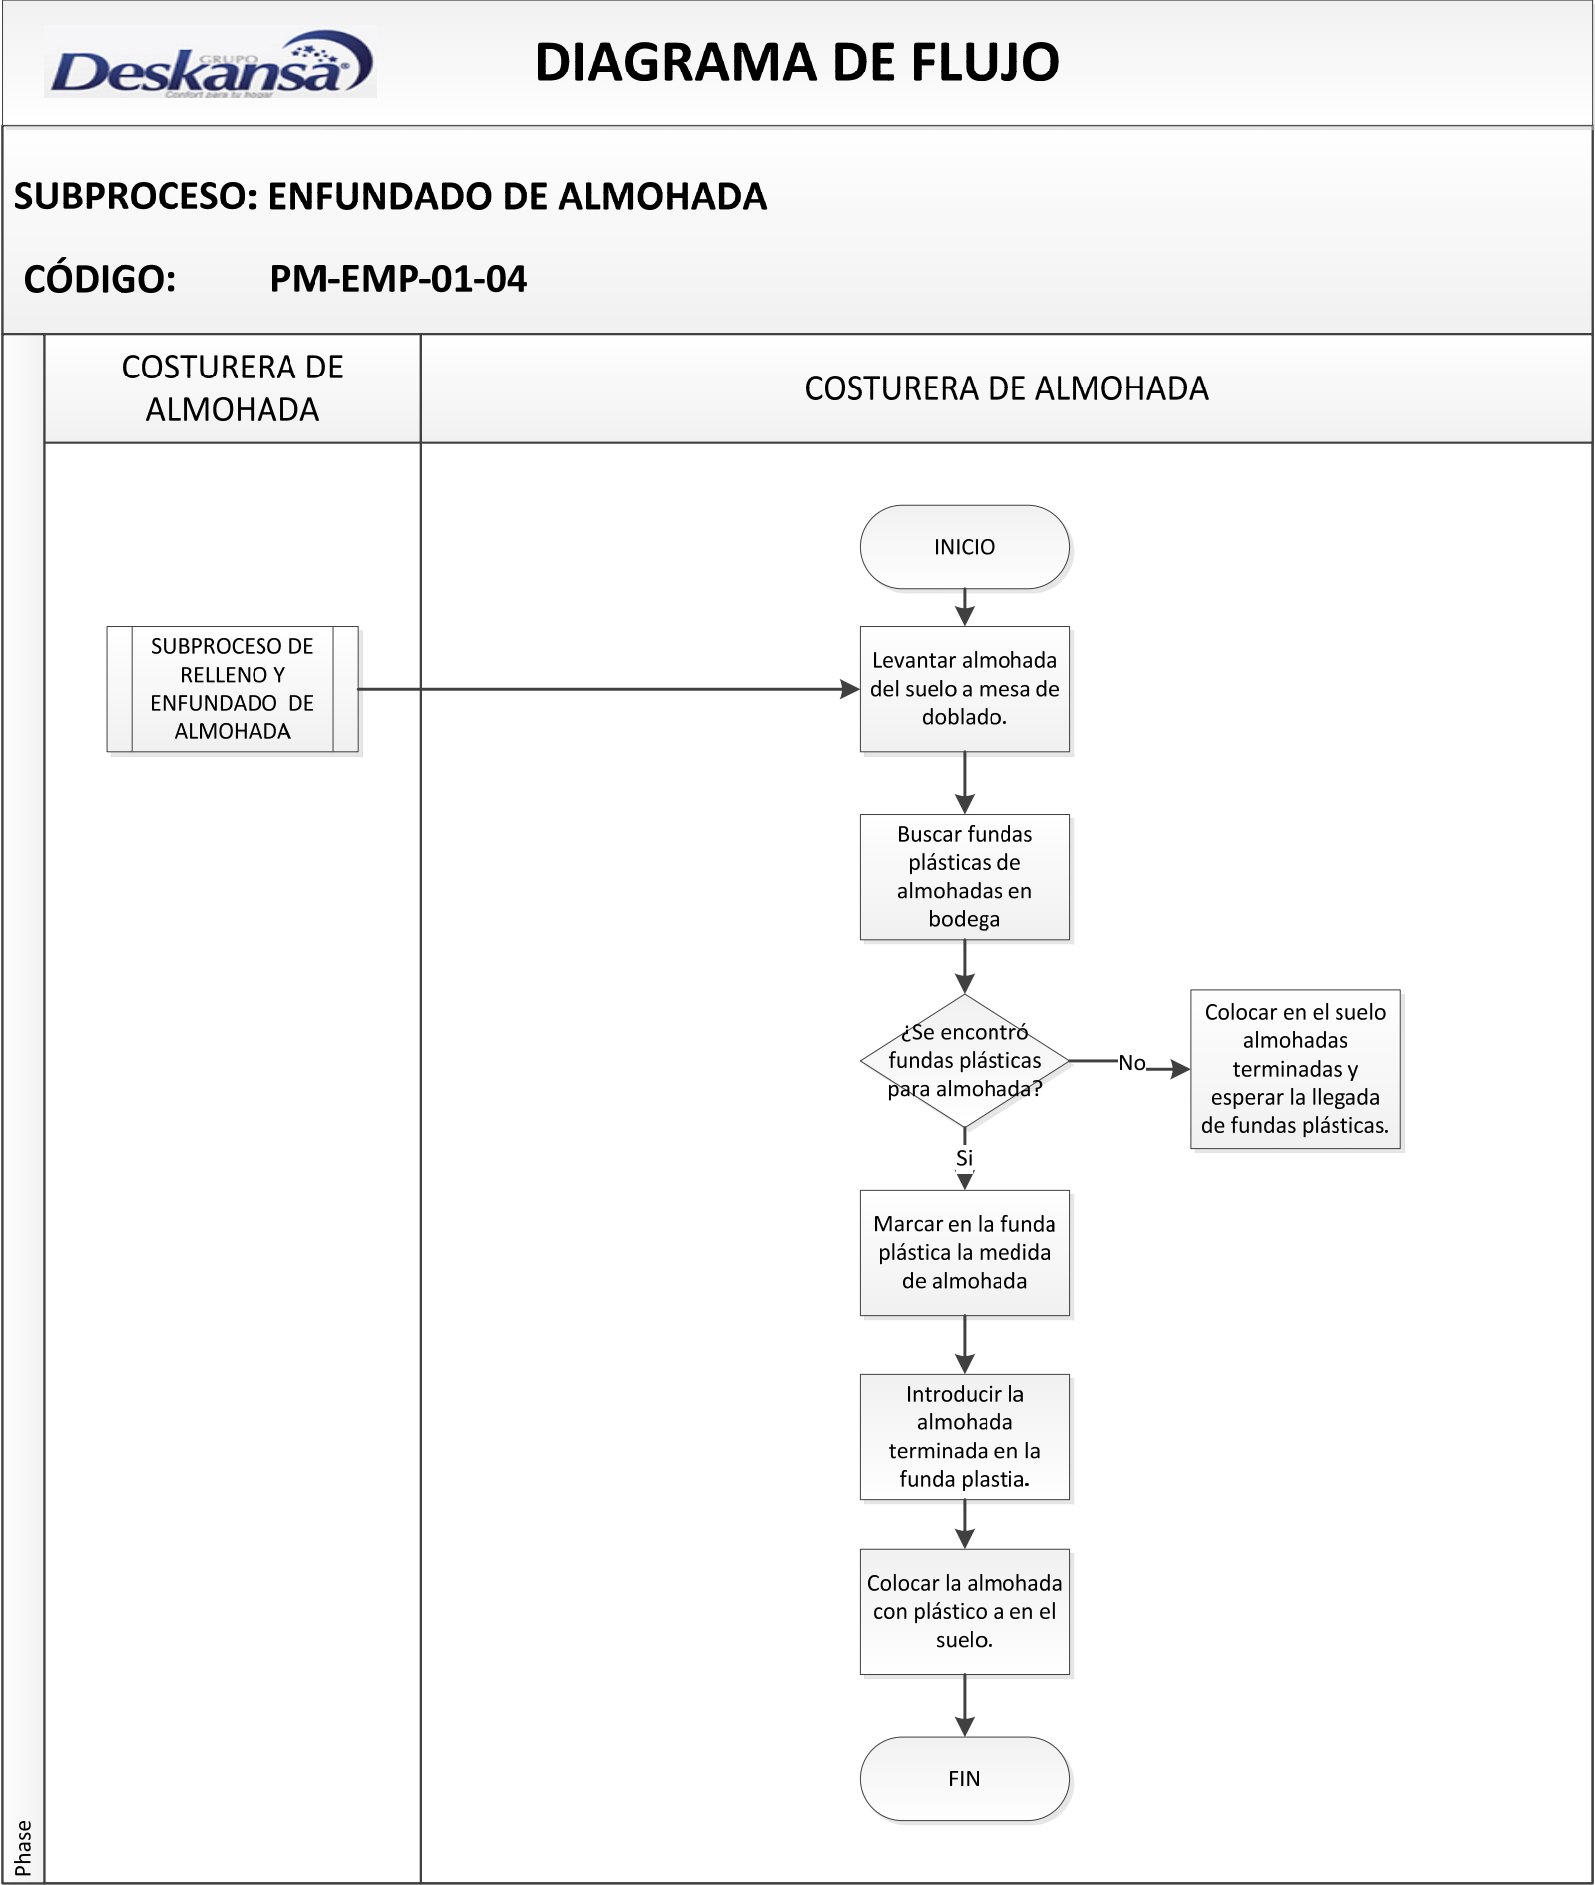 GRUPO
Deskansa®
Confort para tu hogar
DIAGRAMA DE FLUJO
SUBPROCESO: ENFUNDADO DE ALMOHADA
CÓDIGO: PM-EMP-01-04
COSTURERA DE
ALMOHADA
COSTURERA DE ALMOHADA
INICIO
SUBPROCESO DE
RELLENO Y
ENFUNDADO DE
ALMOHADA
Levantar almohada
del suelo a mesa de
doblado.
Buscar fundas
plásticas de
almohadas en
bodega
¿Se encontró
fundas plásticas
para almohada?
No
Colocar en el suelo
almohadas
terminadas y
esperar la llegada
de fundas plásticas.
Si
Marcar en la funda
plástica la medida
de almohada
Introducir la
almohada
terminada en la
funda plastia.
Colocar la almohada
con plástico a en el
suelo.
FIN
Phase